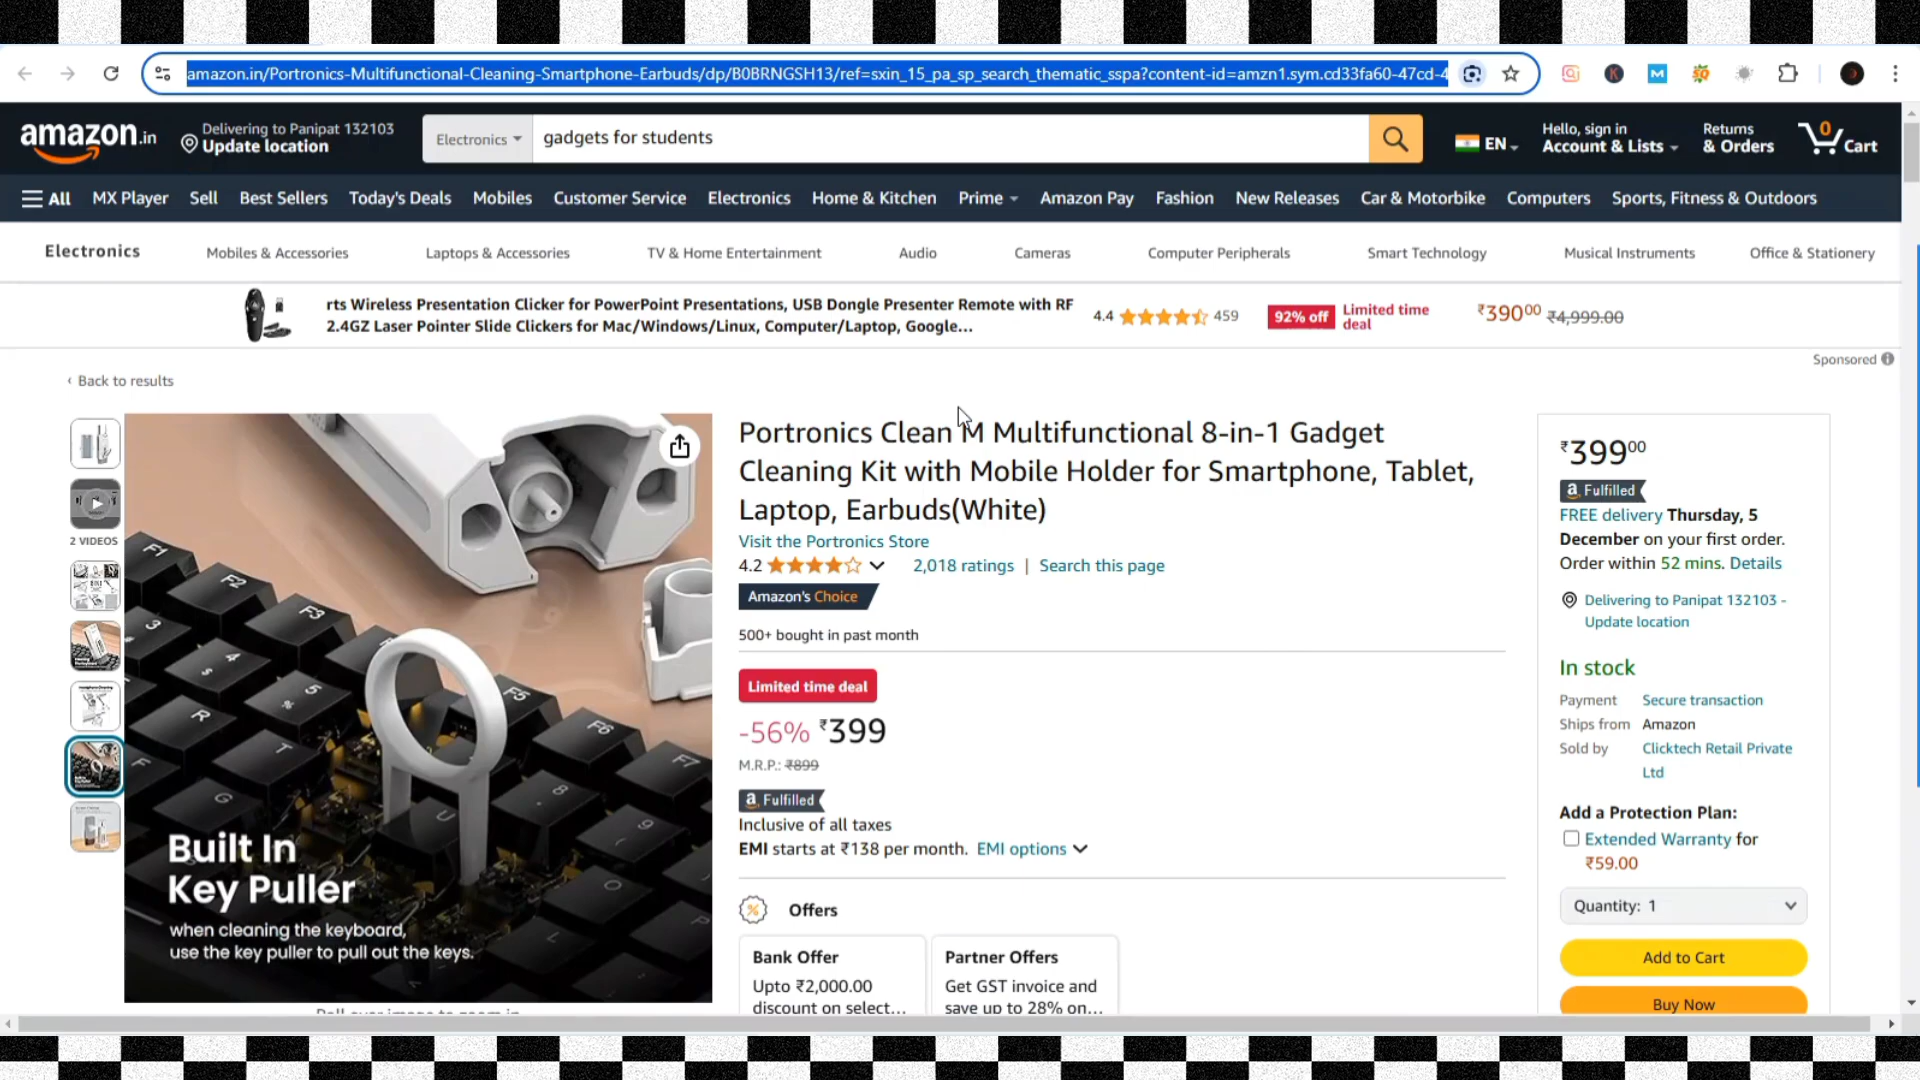 amazon.in/Portronics-Multifunctional-Cleaning-Smartphone-Earbuds/dp/B0BRNGSH13/ref=sxin_15_pa_sp_search_thematic_sspa?content-id=amzn1.sym.cd33fa60-47cd-4
amazon.in
Delivering to Panipat 132103
Update location
Electronics
gadgets for students
EN
Hello, sign in
Account & Lists
Returns
& Orders
0
Cart
All MX Player Sell Best Sellers Today's Deals Mobiles Customer Service Electronics Home & Kitchen Prime Amazon Pay Fashion New Releases Car & Motorbike Computers Sports, Fitness & Outdoors
Electronics Mobiles & Accessories Laptops & Accessories TV & Home Entertainment Audio Cameras Computer Peripherals Smart Technology Musical Instruments Office & Stationery
rts Wireless Presentation Clicker for PowerPoint Presentations, USB Dongle Presenter Remote with RF
2.4GZ Laser Pointer Slide Clickers for Mac/Windows/Linux, Computer/Laptop, Google...
4.4
459
92% off
Limited time
deal
₹390⁰⁰ ₹4,999.00
Sponsored
‹ Back to results
2 VIDEOS
F1
F2
F3
F5
F6
F7
3
4
$
5
%
R
T
F
G
U
8
9
O
P
L
Built In
Key Puller
when cleaning the keyboard,
use the key puller to pull out the keys.
Portronics Clean M Multifunctional 8-in-1 Gadget
Cleaning Kit with Mobile Holder for Smartphone, Tablet,
Laptop, Earbuds(White)
Visit the Portronics Store
4.2
2,018 ratings | Search this page
Amazon's Choice
500+ bought in past month
Limited time deal
-56% ₹399
M.R.P.: ₹899
a Fulfilled
Inclusive of all taxes
EMI starts at ₹138 per month. EMI options
% Offers
Bank Offer
Upto ₹2,000.00
discount on select...
Partner Offers
Get GST invoice and
save up to 28% on...
₹399⁰⁰
a Fulfilled
FREE delivery Thursday, 5
December on your first order.
Order within 52 mins. Details
Delivering to Panipat 132103 -
Update location
In stock
Payment Secure transaction
Ships from Amazon
Sold by Clicktech Retail Private
Ltd
Add a Protection Plan:
Extended Warranty for
₹59.00
Quantity: 1
Add to Cart
Buy Now